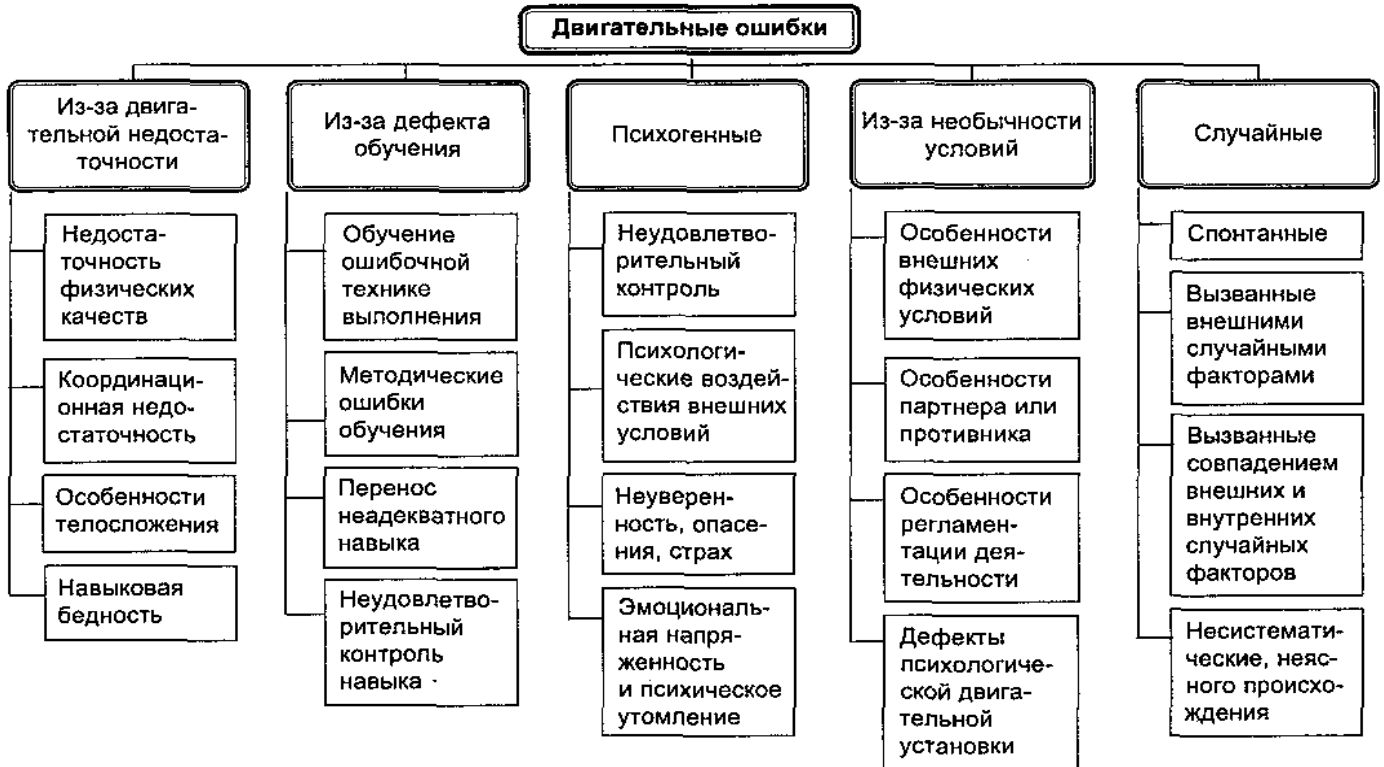 Двигательные ошибки
Из-за двига-
тельной недоста-
точности
Недоста-
точность
физических
качеств
Координаци-
онная недо-
статочность
Особенности
телосложения
Навыковая
бедность
Из-за дефекта
обучения
Обучение
ошибочной
технике
выполнения
Методические
ошибки
обучения
Перенос
неадекватного
навыка
Неудовлетво-
рительный
контроль
навыка
Психогенные
Неудовлетво-
рительный
контроль
Психологи-
ческие воздей-
ствия внешних
условий
Неуверен-
ность, опасе-
ния, страх
Эмоциональ-
ная напря-
женность
и психическое
утомление
Из-за необычности
условий
Особенности
внешних
физических
условий
Особенности
партнера или
противника
Особенности
регламен-
тации дея-
тельности
Дефекты
психологиче-
ской двига-
тельной
установки
Случайные
Спонтанные
Вызванные
внешними
случайными
факторами
Вызванные
совпадением
внешних и
внутренних
случайных
факторов
Несистемати-
ческие, неяс-
ного происхо-
ждения